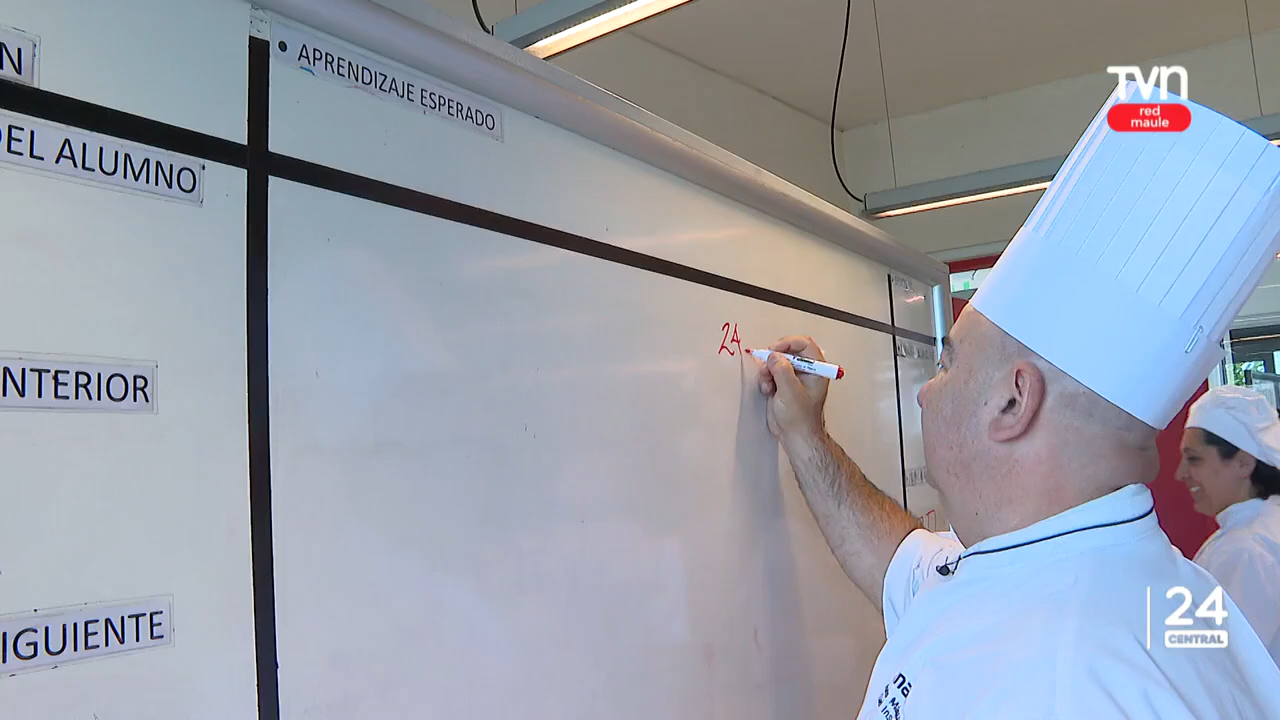 N
APRENDIZAJE ESPERADO
DEL ALUMNO
NTERIOR
IGUIENTE
24
TVN
red
maule
24
CENTRAL